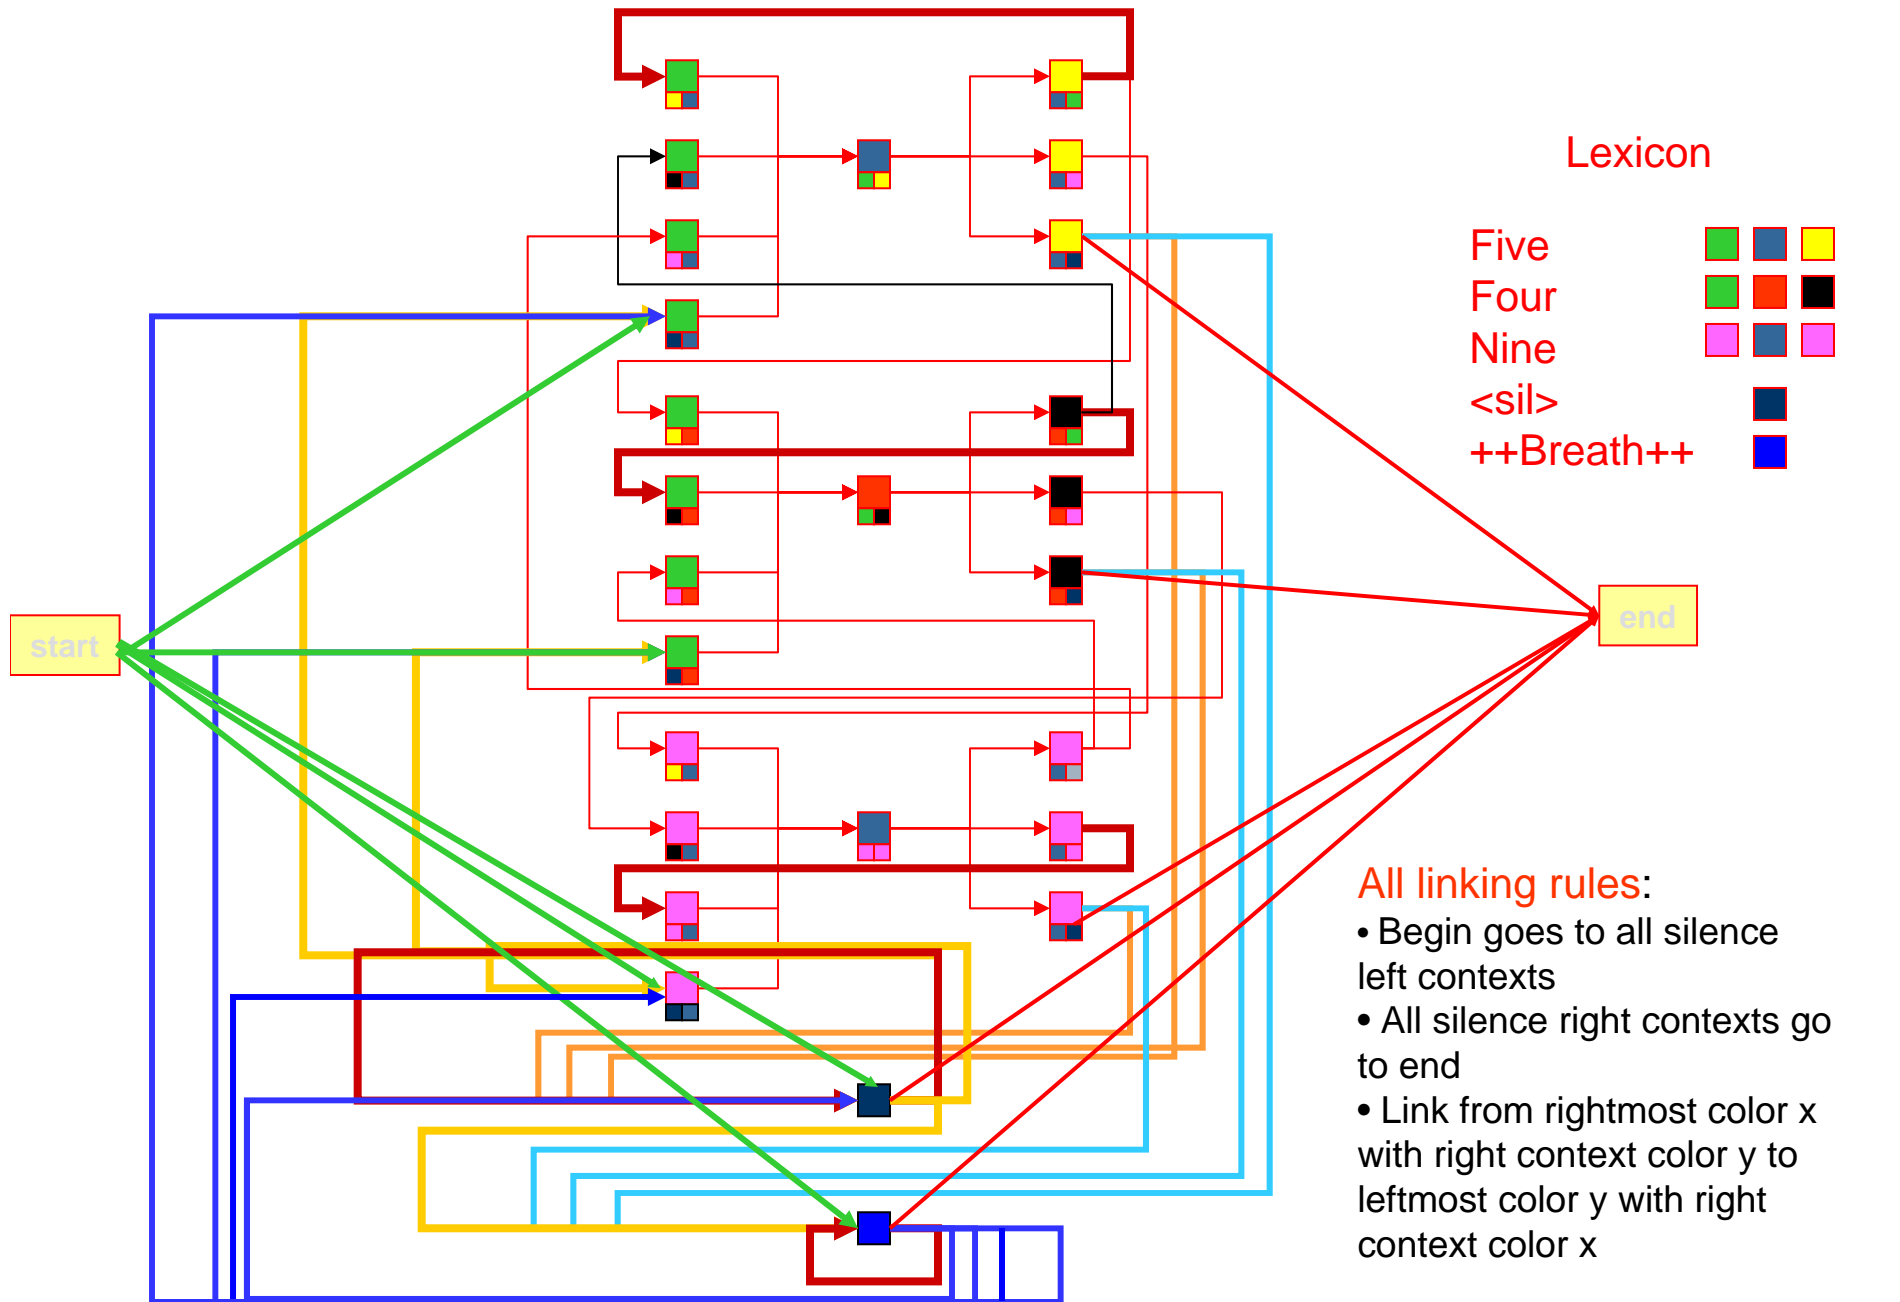 Lexicon
Five
Four
Nine
<sil>
++Breath++
start
end
All linking rules:
• Begin goes to all silence
left contexts
• All silence right contexts go
to end
• Link from rightmost color x
with right context color y to
leftmost color y with right
context color x